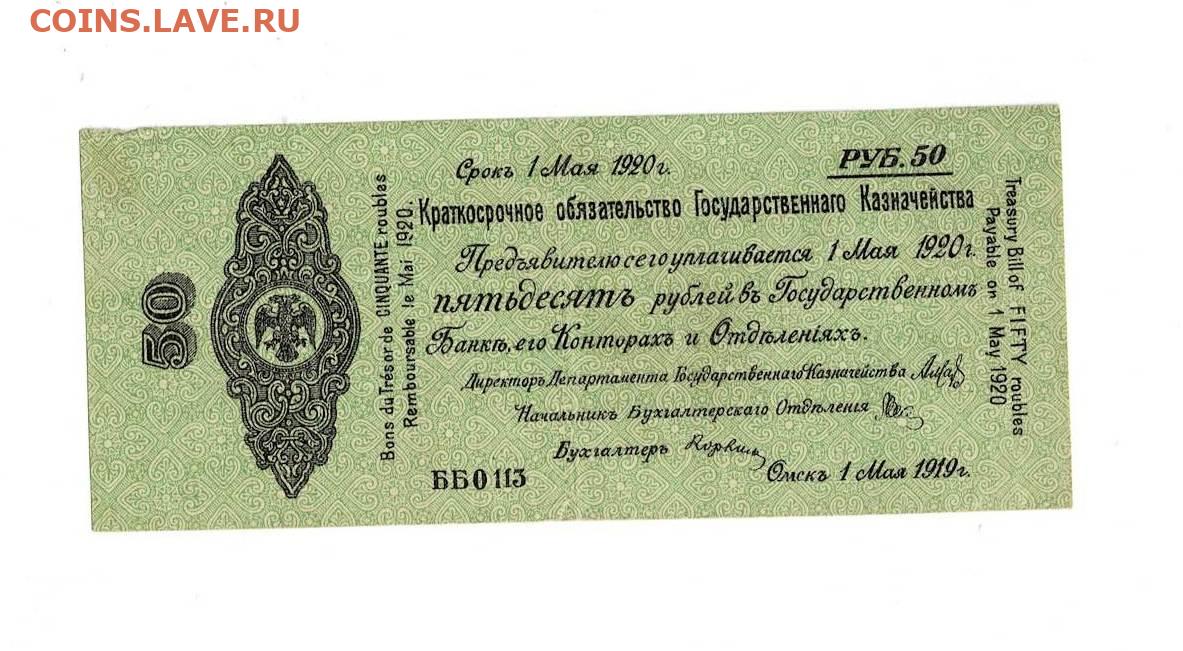 COINS.LAVE.RU
Срокъ 1 Мая 1920 г.
РУБ. 50
Краткосрочное обязательство Государственнаго Казначейства
Предъявителю сего уплачивается 1 Мая 1920 г.
пятьдесятъ рублей въ Государственномъ
Банкѣ, его Конторахъ и Отдѣленіяхъ.
Директоръ Департамента Государственнаго Казначейства
Начальникъ Бухгалтерскаго Отдѣленія
Бухгалтеръ
Омскъ 1 Мая 1919 г.
ББ0113
50
Bons du Trésor de CINQUANTE roubles
Remboursable le Mai 1920.
Treasury Bill of FIFTY roubles
Payable on 1 May 1920